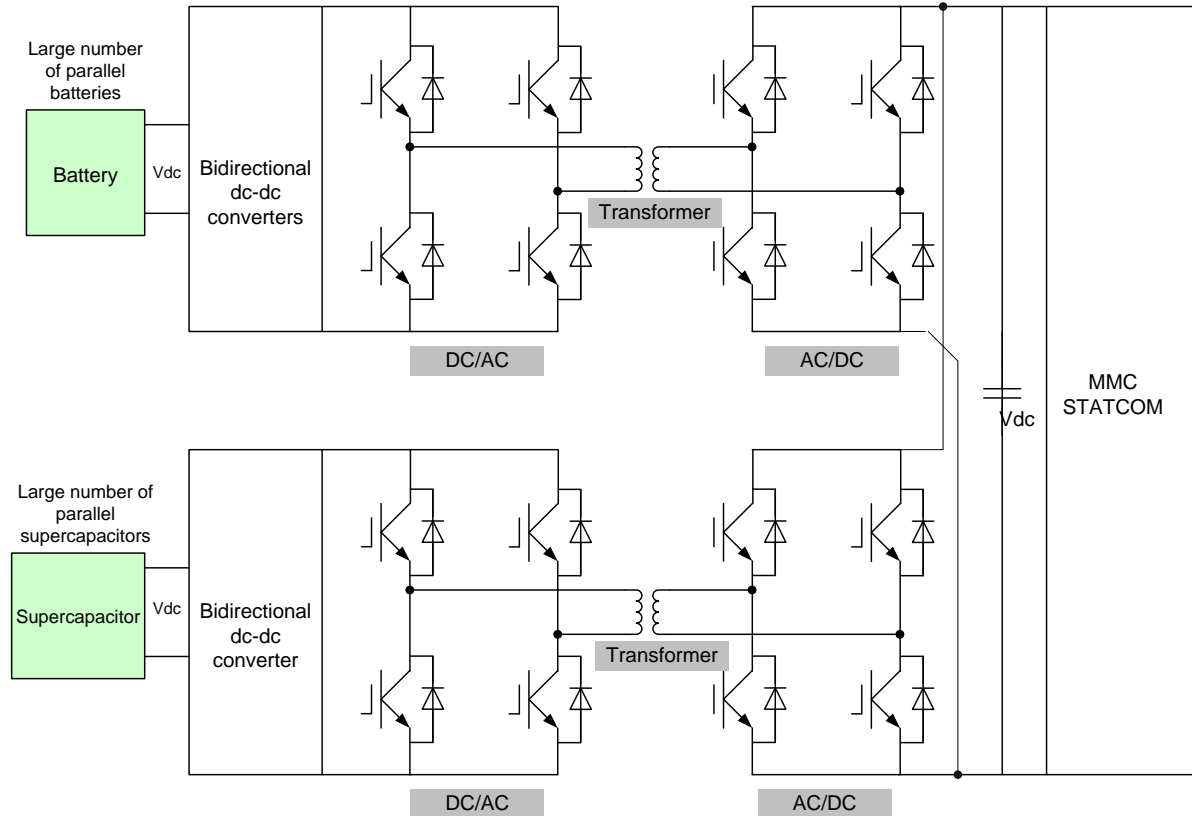 Large number
of parallel
batteries
Battery
Vdc
Bidirectional
dc-dc
converters
Transformer
DC/AC
AC/DC
MMC
STATCOM
Vdc
Large number of
parallel
supercapacitors
Supercapacitor
Vdc
Bidirectional
dc-dc
converter
Transformer
DC/AC
AC/DC